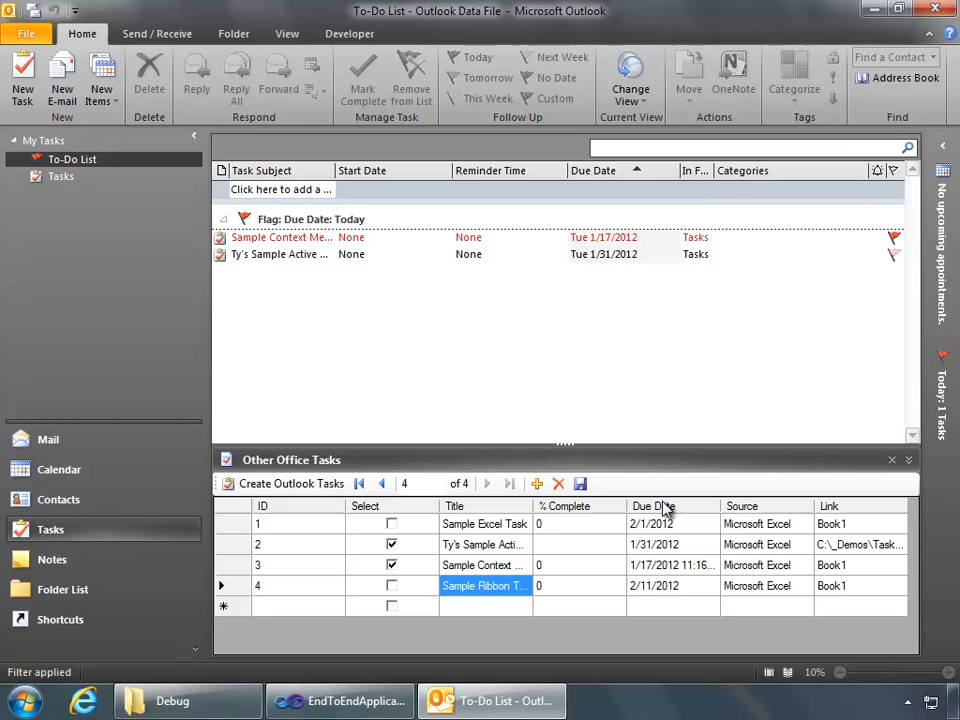 To-Do List - Outlook Data File - Microsoft Outlook
File Home Send / Receive Folder View Developer
New Task
New E-mail
New Items
New
Delete
Delete
Reply
Reply All
Forward
Respond
Mark Complete
Remove from List
Manage Task
Today Next Week
Tomorrow No Date
This Week Custom
Follow Up
Change View
Current View
Move
OneNote
Actions
Categorize
Tags
Find a Contact
Address Book
Find
My Tasks
To-Do List
Tasks
Task Subject Start Date Reminder Time Due Date In F... Categories
Click here to add a ...
Flag: Due Date: Today
Sample Context Me... None None Tue 1/17/2012 Tasks
Ty's Sample Active ... None None Tue 1/31/2012 Tasks
No upcoming appointments.
Today: 1 Tasks
Mail
Calendar
Contacts
Tasks
Notes
Folder List
Shortcuts
Other Office Tasks
Create Outlook Tasks 4 of 4
ID Select Title % Complete Due Date Source Link
1 Sample Excel Task 0 2/1/2012 Microsoft Excel Book1
2 Ty's Sample Acti... 1/31/2012 Microsoft Excel C:\_Demos\Task...
3 Sample Context ... 0 1/17/2012 11:16... Microsoft Excel Book1
4 Sample Ribbon T... 0 2/11/2012 Microsoft Excel Book1
Filter applied 10%
Debug EndToEndApplica... To-Do List - Outl...